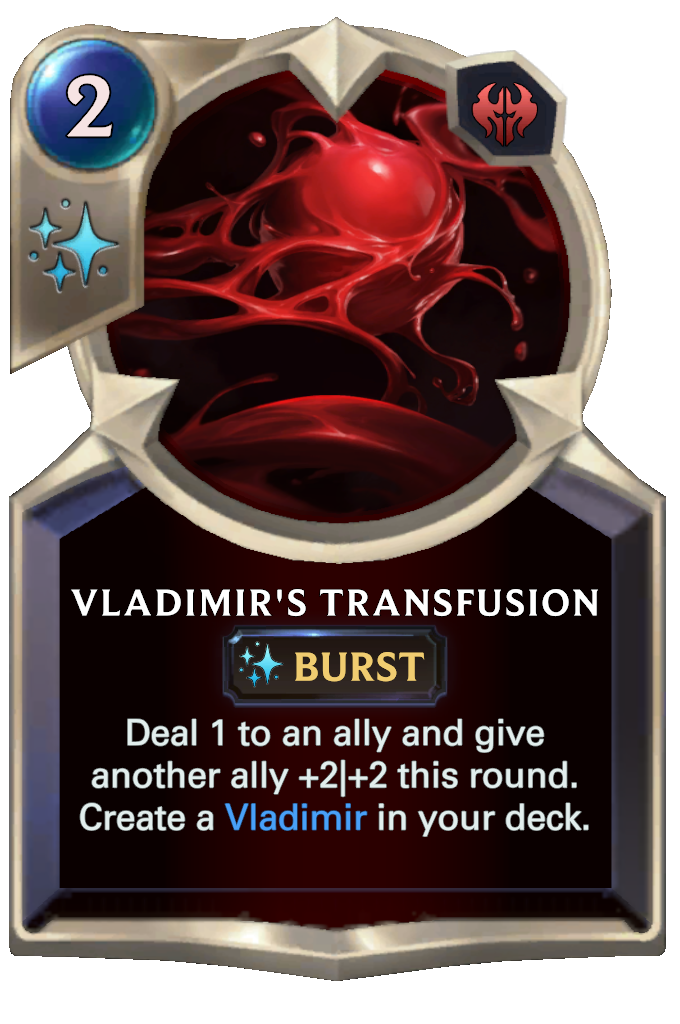 2
VLADIMIR'S TRANSFUSION
BURST
Deal 1 to an ally and give
another ally +2|+2 this round.
Create a Vladimir in your deck.